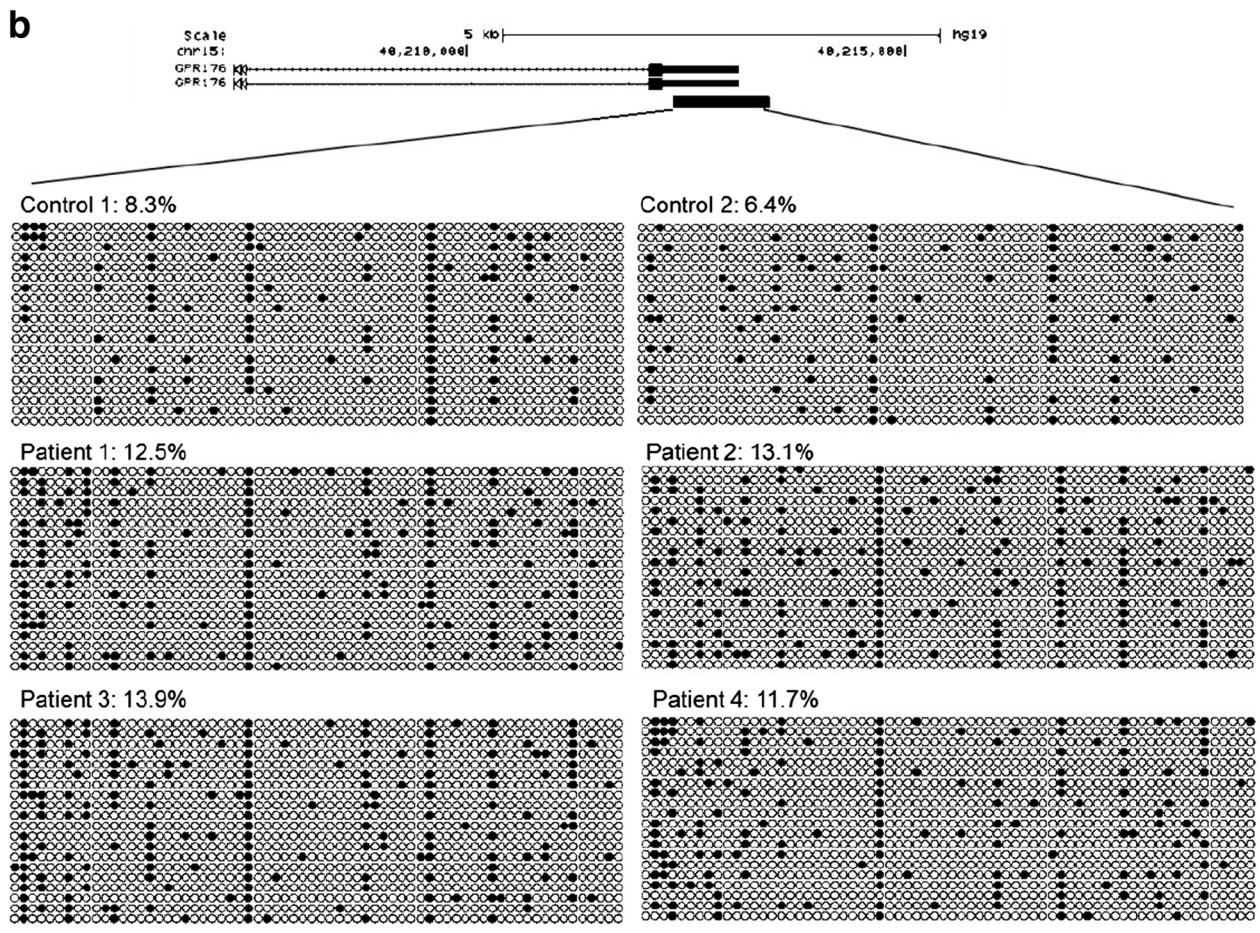 b
Scale 5 kb hg19
chr15: 40,210,000 40,215,000
GPR176
GPR176
Control 1: 8.3% Control 2: 6.4%
Patient 1: 12.5% Patient 2: 13.1%
Patient 3: 13.9% Patient 4: 11.7%